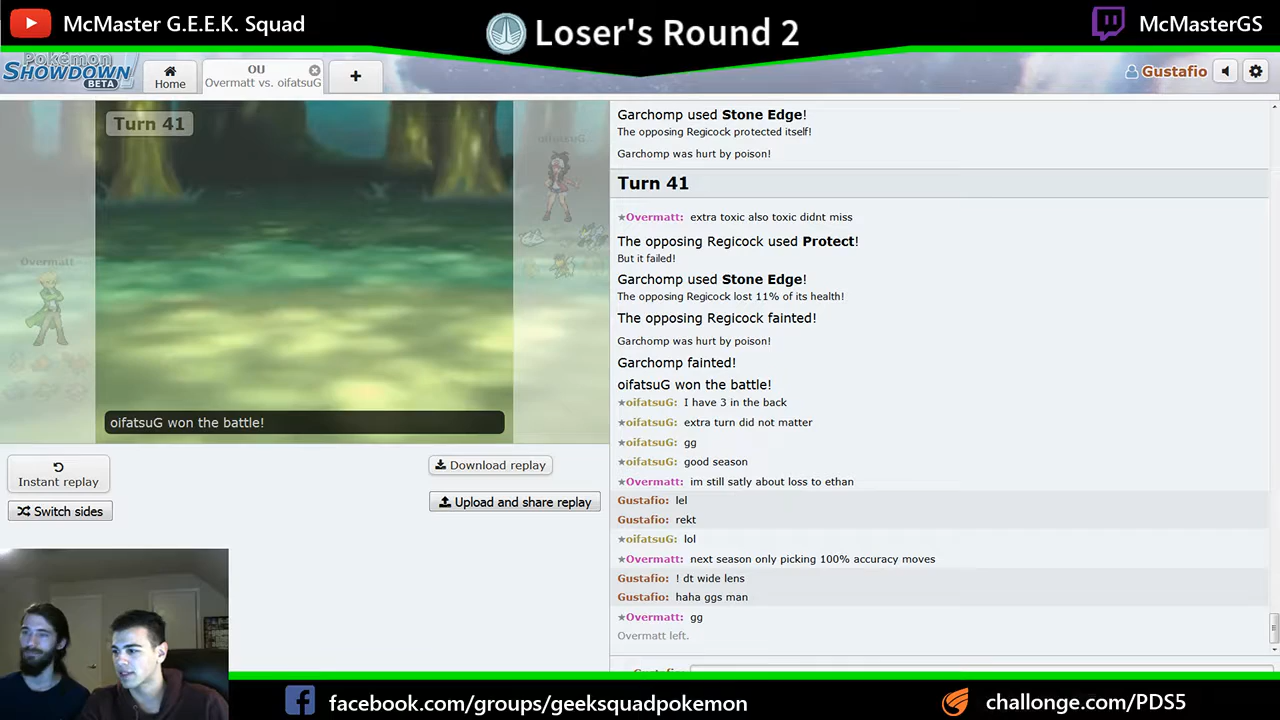 McMaster G.E.E.K. Squad
Loser's Round 2
McMasterGS
Pokémon
SHOWDOWN
BETA
Home
OU
Overmatt vs. oifatsuG
Gustafio
Turn 41
Overmatt
oifatsuG won the battle!
Instant replay
Switch sides
Download replay
Upload and share replay
Garchomp used Stone Edge!
The opposing Regicock protected itself!
Garchomp was hurt by poison!
Turn 41
★Overmatt: extra toxic also toxic didnt miss
The opposing Regicock used Protect!
But it failed!
Garchomp used Stone Edge!
The opposing Regicock lost 11% of its health!
The opposing Regicock fainted!
Garchomp was hurt by poison!
Garchomp fainted!
oifatsuG won the battle!
★oifatsuG: I have 3 in the back
★oifatsuG: extra turn did not matter
★oifatsuG: gg
★oifatsuG: good season
★Overmatt: im still satly about loss to ethan
Gustafio: lel
Gustafio: rekt
★oifatsuG: lol
★Overmatt: next season only picking 100% accuracy moves
Gustafio: ! dt wide lens
Gustafio: haha ggs man
★Overmatt: gg
Overmatt left.
facebook.com/groups/geeksquadpokemon
challonge.com/PDS5